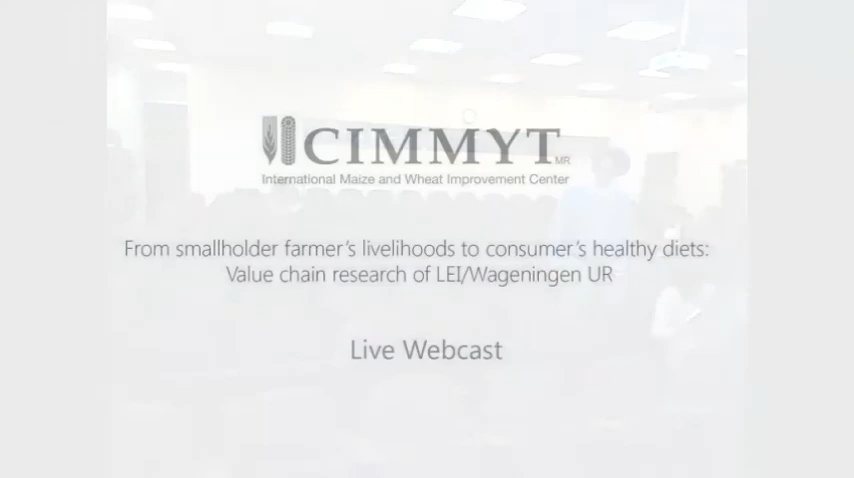 CIMMYT MR
International Maize and Wheat Improvement Center
From smallholder farmer's livelihoods to consumer's healthy diets:
Value chain research of LEI/Wageningen UR
Live Webcast